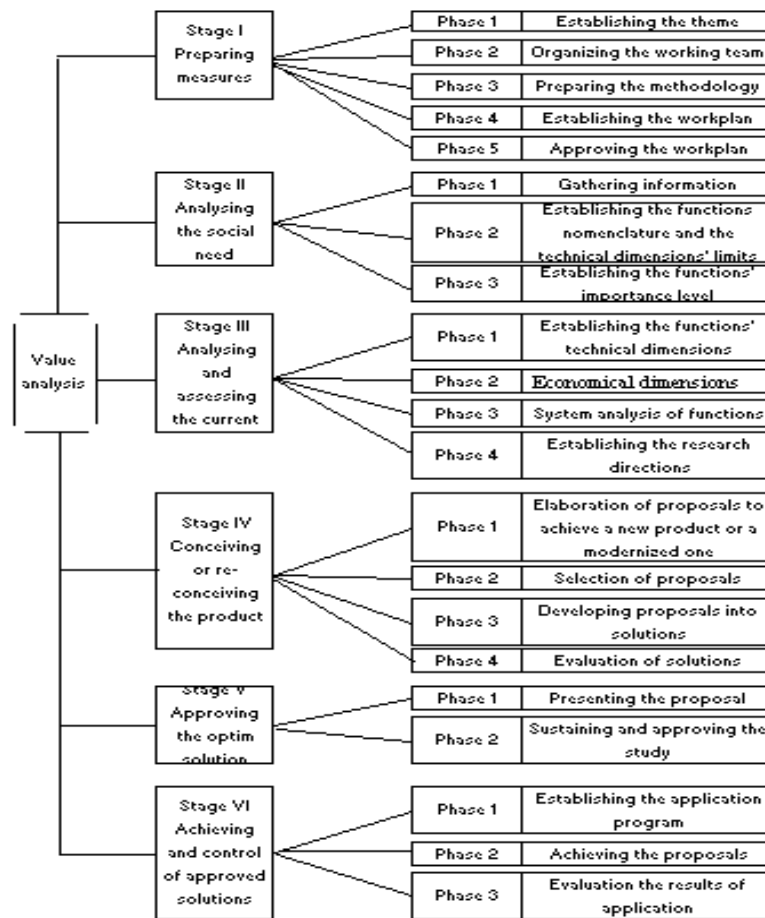 Value
analysis
Stage I
Preparing
measures
Phase 1
Establishing the theme
Phase 2
Organizing the working team
Phase 3
Preparing the methodology
Phase 4
Establishing the workplan
Phase 5
Approving the workplan
Stage II
Analysing
the social
need
Phase 1
Gathering information
Phase 2
Establishing the functions
nomenclature and the
technical dimensions' limits
Phase 3
Establishing the functions'
importance level
Stage III
Analysing
and
assessing
the current
Phase 1
Establishing the functions'
technical dimensions
Phase 2
Economical dimensions
Phase 3
System analysis of functions
Phase 4
Establishing the research
directions
Stage IV
Conceiving
or re-
conceiving
the product
Phase 1
Elaboration of proposals to
achieve a new product or a
modernized one
Phase 2
Selection of proposals
Phase 3
Developing proposals into
solutions
Phase 4
Evaluation of solutions
Stage V
Approving
the optim
solution
Phase 1
Presenting the proposal
Phase 2
Sustaining and approving the
study
Stage VI
Achieving
and control
of approved
solutions
Phase 1
Establishing the application
program
Phase 2
Achieving the proposals
Phase 3
Evaluation the results of
application